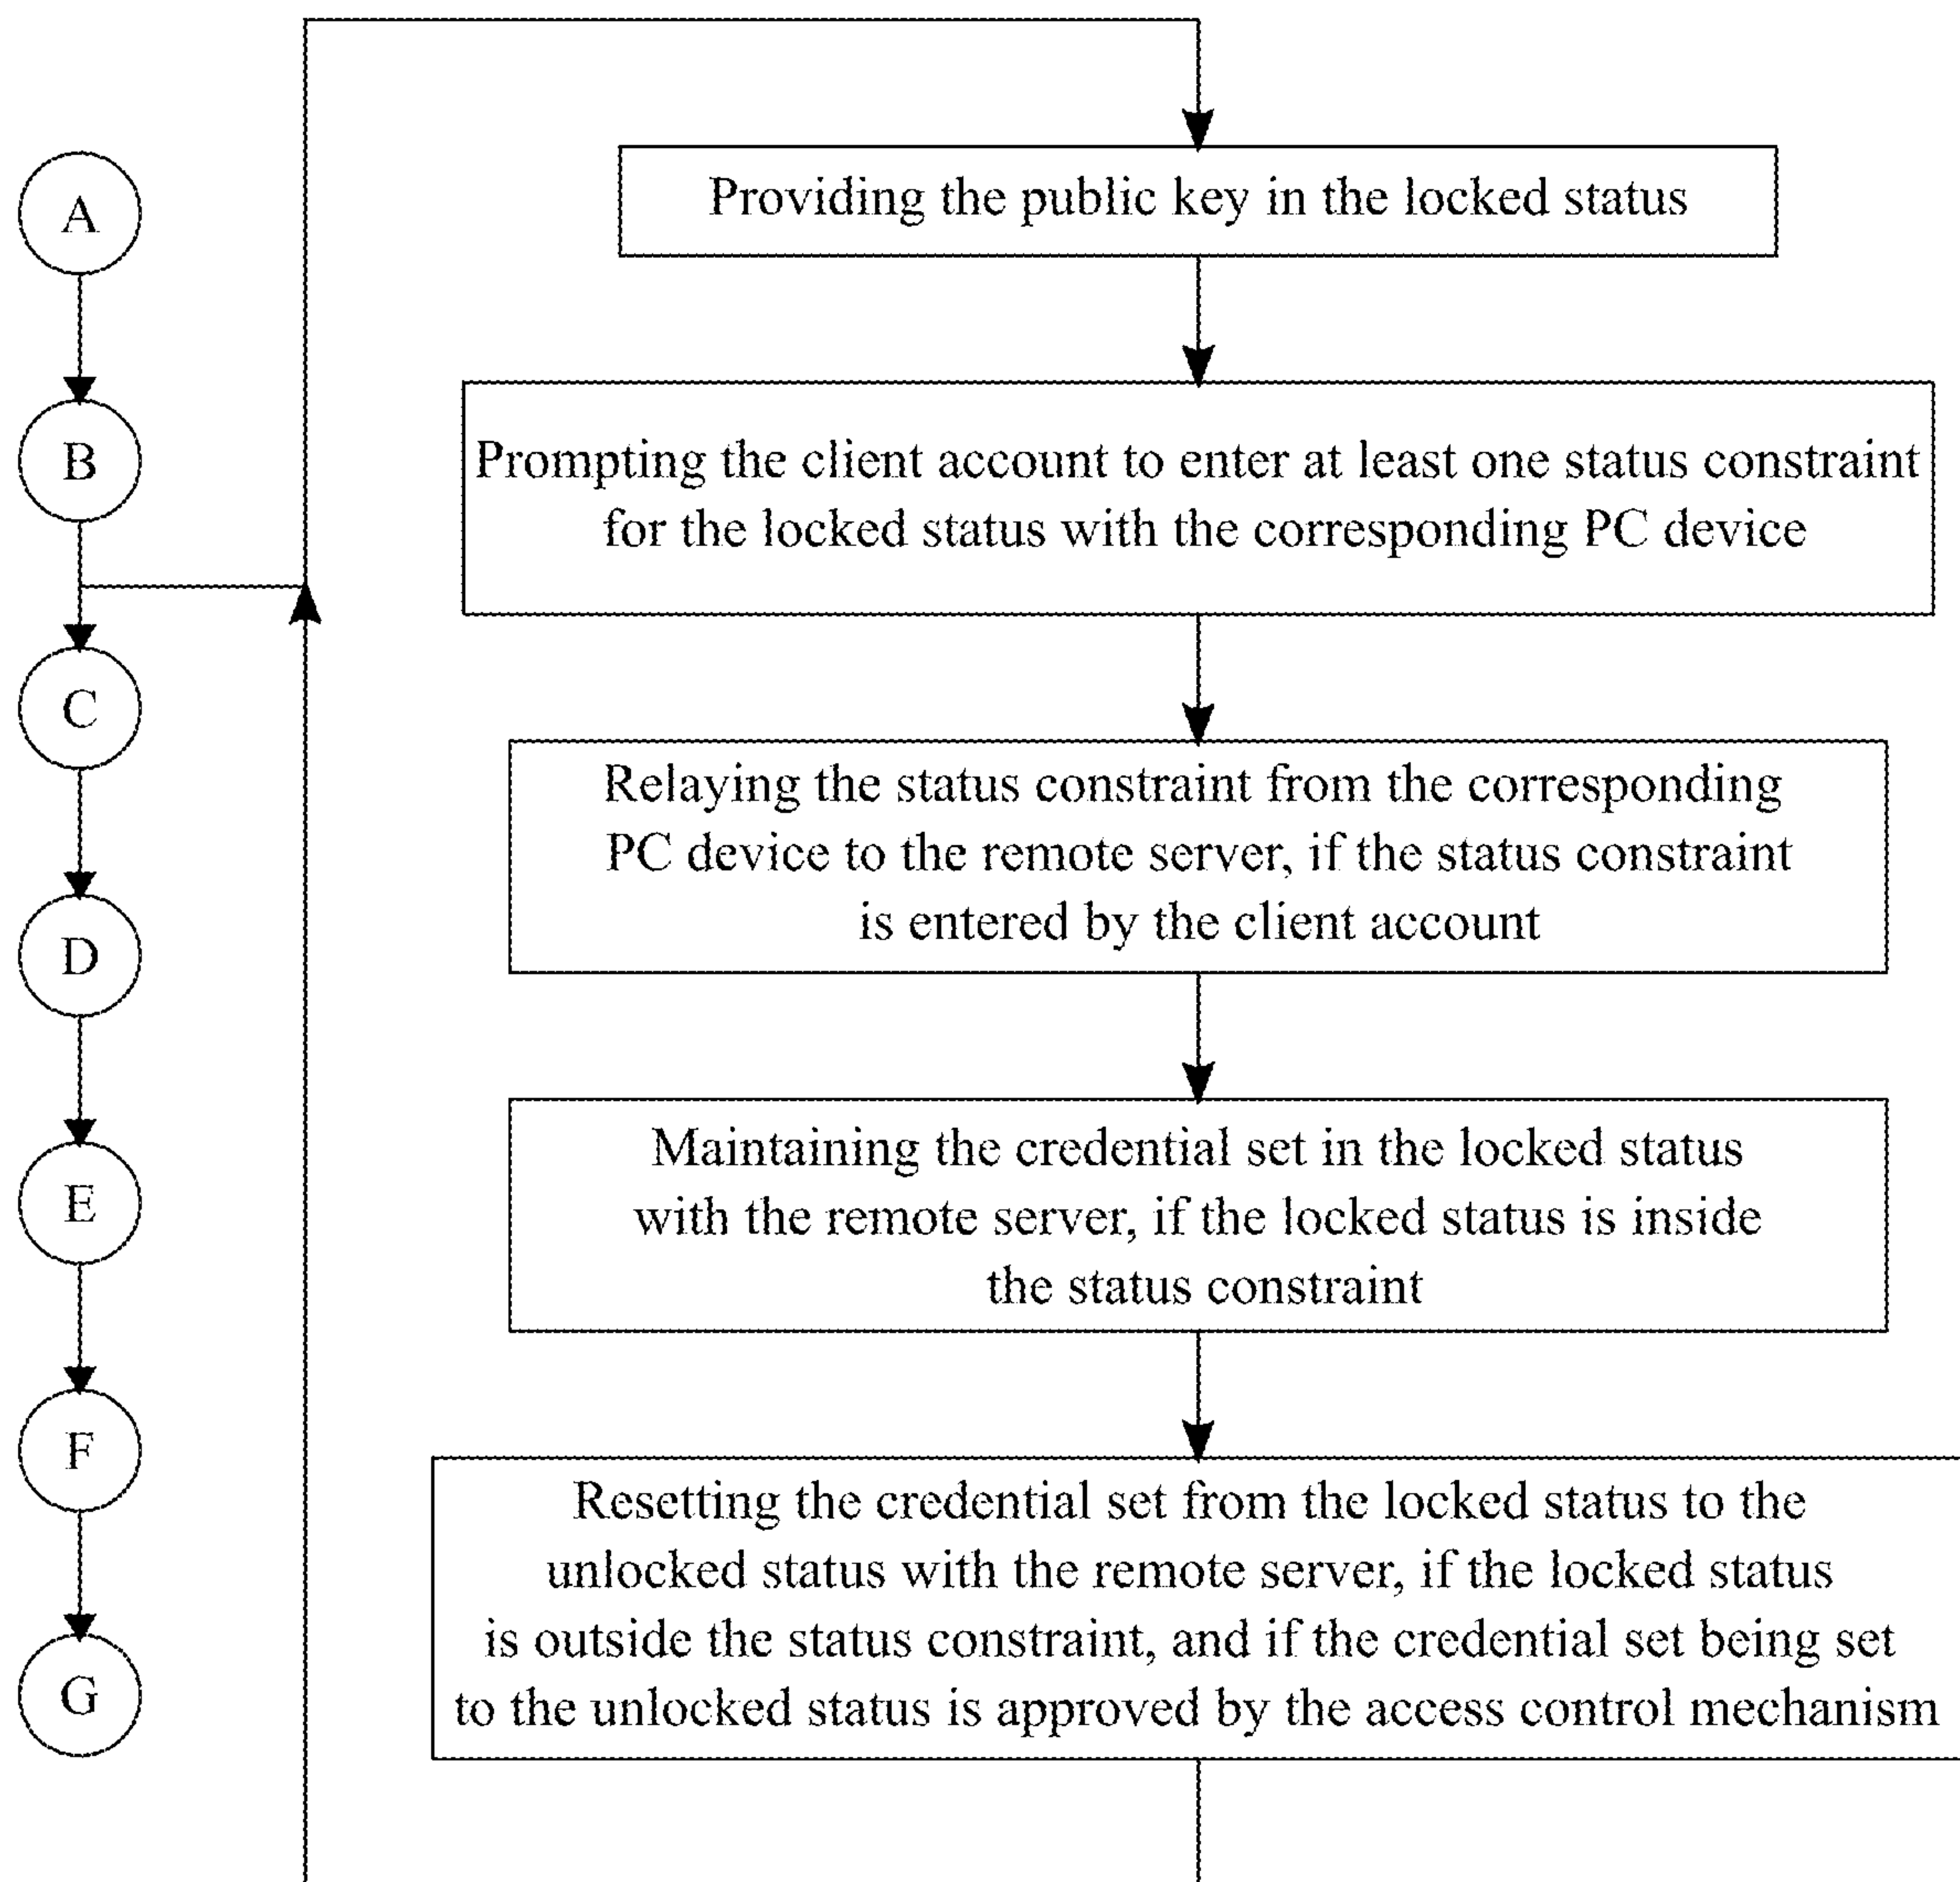 A
B
C
D
E
F
G
Providing the public key in the locked status
Prompting the client account to enter at least one status constraint
for the locked status with the corresponding PC device
Relaying the status constraint from the corresponding
PC device to the remote server, if the status constraint
is entered by the client account
Maintaining the credential set in the locked status
with the remote server, if the locked status is inside
the status constraint
Resetting the credential set from the locked status to the
unlocked status with the remote server, if the locked status
is outside the status constraint, and if the credential set being set
to the unlocked status is approved by the access control mechanism